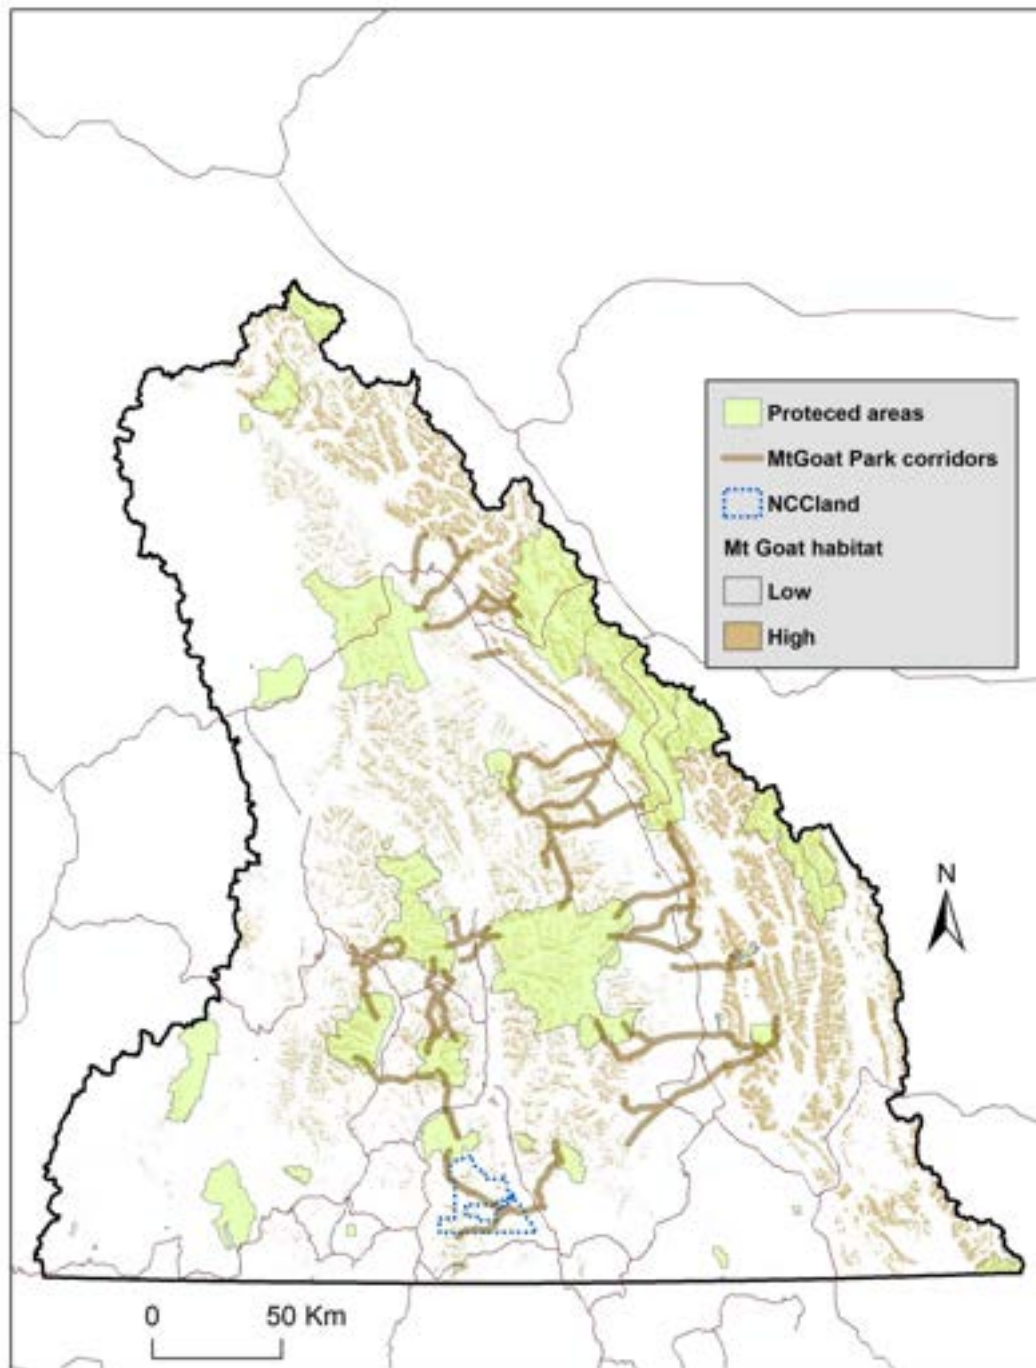 Proteced areas
MtGoat Park corridors
NCCland
Mt Goat habitat
Low
High
N
0 50 Km